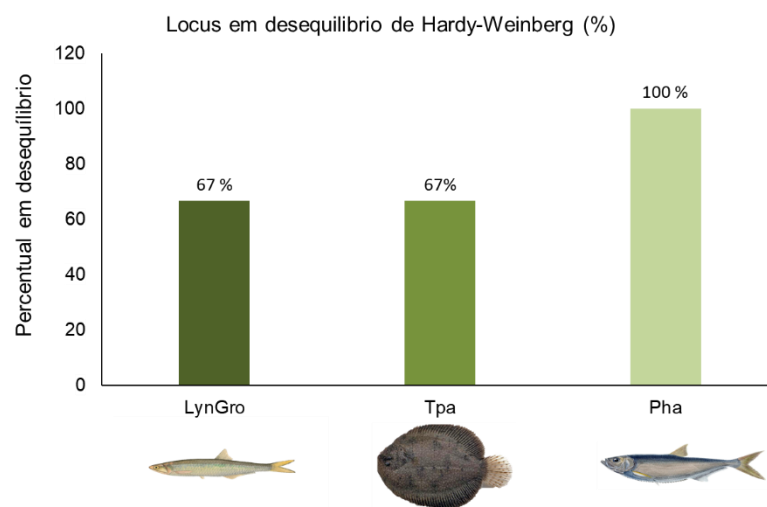 Locus em desequilibrio de Hardy-Weinberg (%)
Percentual em desequílibrio
120
100
80
60
40
20
0
67 %
67%
100 %
LynGro
Tpa
Pha